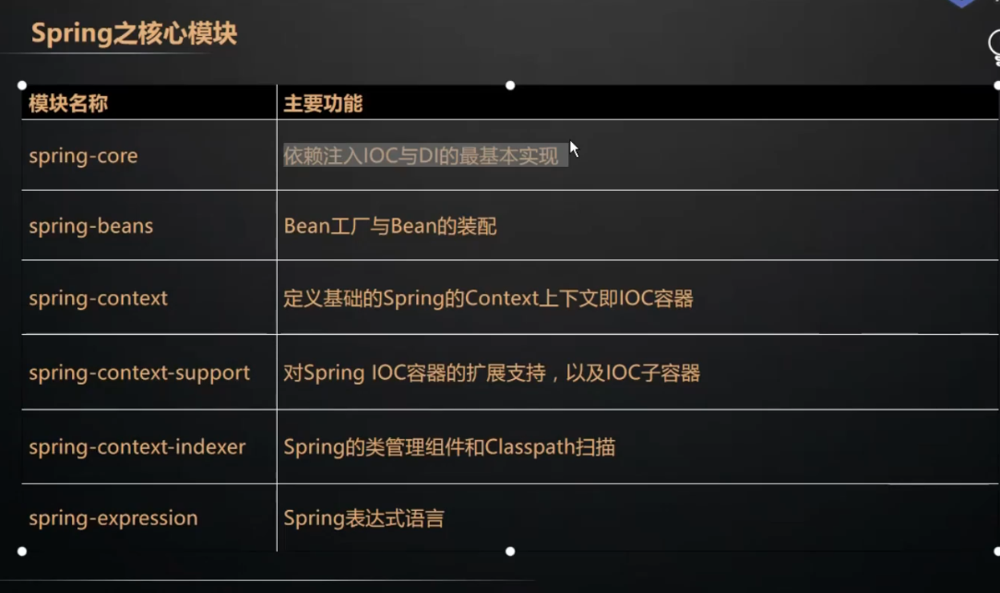 Spring之核心模块
模块名称 主要功能
spring-core 依赖注入IOC与DI的最基本实现
spring-beans Bean工厂与Bean的装配
spring-context 定义基础的Spring的Context上下文即IOC容器
spring-context-support 对Spring IOC容器的扩展支持，以及IOC子容器
spring-context-indexer Spring的类管理组件和Classpath扫描
spring-expression Spring表达式语言